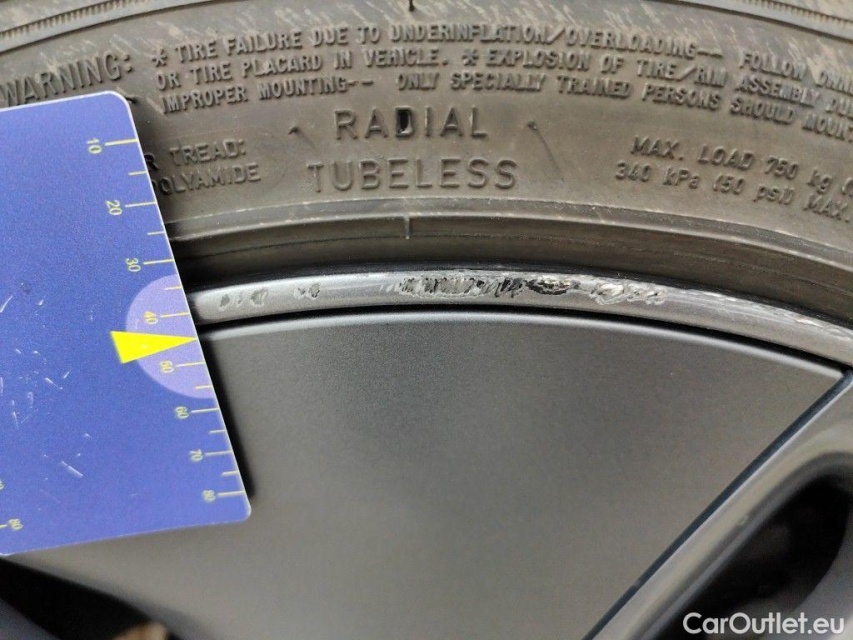 WARNING: * TIRE FAILURE DUE TO UNDERINFLATION/OVERLOADING-- FOLLOW
OR TIRE PLACARD IN VEHICLE. * EXPLOSION OF TIRE/RIM ASSEMBLY DUE
IMPROPER MOUNTING-- ONLY SPECIALLY TRAINED PERSONS SHOULD MOUNT
RADIAL
TUBELESS
TREAD:
POLYAMIDE
MAX. LOAD 750 kg
340 kPa (50 psi) MAX.
10
20
30
40
50
60
70
80
CarOutlet.eu